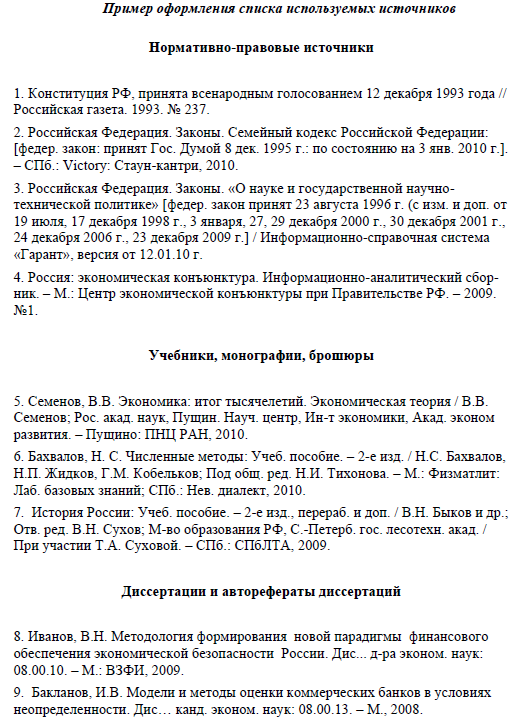 Пример оформления списка используемых источников
Нормативно-правовые источники
1. Конституция РФ, принята всенародным голосованием 12 декабря 1993 года //
Российская газета. 1993. № 237.
2. Российская Федерация. Законы. Семейный кодекс Российской Федерации:
[федер. закон: принят Гос. Думой 8 дек. 1995 г.: по состоянию на 3 янв. 2010 г.].
– СПб.: Victory: Стаун-кантри, 2010.
3. Российская Федерация. Законы. «О науке и государственной научно-
технической политике» [федер. закон принят 23 августа 1996 г. (с изм. и доп. от
19 июля, 17 декабря 1998 г., 3 января, 27, 29 декабря 2000 г., 30 декабря 2001 г.,
24 декабря 2006 г., 23 декабря 2009 г.] / Информационно-справочная система
«Гарант», версия от 12.01.10 г.
4. Россия: экономическая конъюнктура. Информационно-аналитический сбор-
ник. – М.: Центр экономической конъюнктуры при Правительстве РФ. – 2009.
№1.
Учебники, монографии, брошюры
5. Семенов, В.В. Экономика: итог тысячелетий. Экономическая теория / В.В.
Семенов; Рос. акад. наук, Пущин. Науч. центр, Ин-т экономики, Акад. эконом
развития. – Пущино: ПНЦ РАН, 2010.
6. Бахвалов, Н. С. Численные методы: Учеб. пособие. – 2-е изд. / Н.С. Бахвалов,
Н.П. Жидков, Г.М. Кобельков; Под общ. ред. Н.И. Тихонова. – М.: Физматлит:
Лаб. базовых знаний; СПб.: Нев. диалект, 2010.
7. История России: Учеб. пособие. – 2-е изд., перераб. и доп. / В.Н. Быков и др.;
Отв. ред. В.Н. Сухов; М-во образования РФ, С.-Петерб. гос. лесотехн. акад. /
При участии Т.А. Суховой. – СПб.: СПбЛТА, 2009.
Диссертации и авторефераты диссертаций
8. Иванов, В.Н. Методология формирования новой парадигмы финансового
обеспечения экономической безопасности России. Дис... д-ра эконом. наук:
08.00.10. – М.: ВЗФИ, 2009.
9. Бакланов, И.В. Модели и методы оценки коммерческих банков в условиях
неопределенности. Дис… канд. эконом. наук: 08.00.13. – М., 2008.